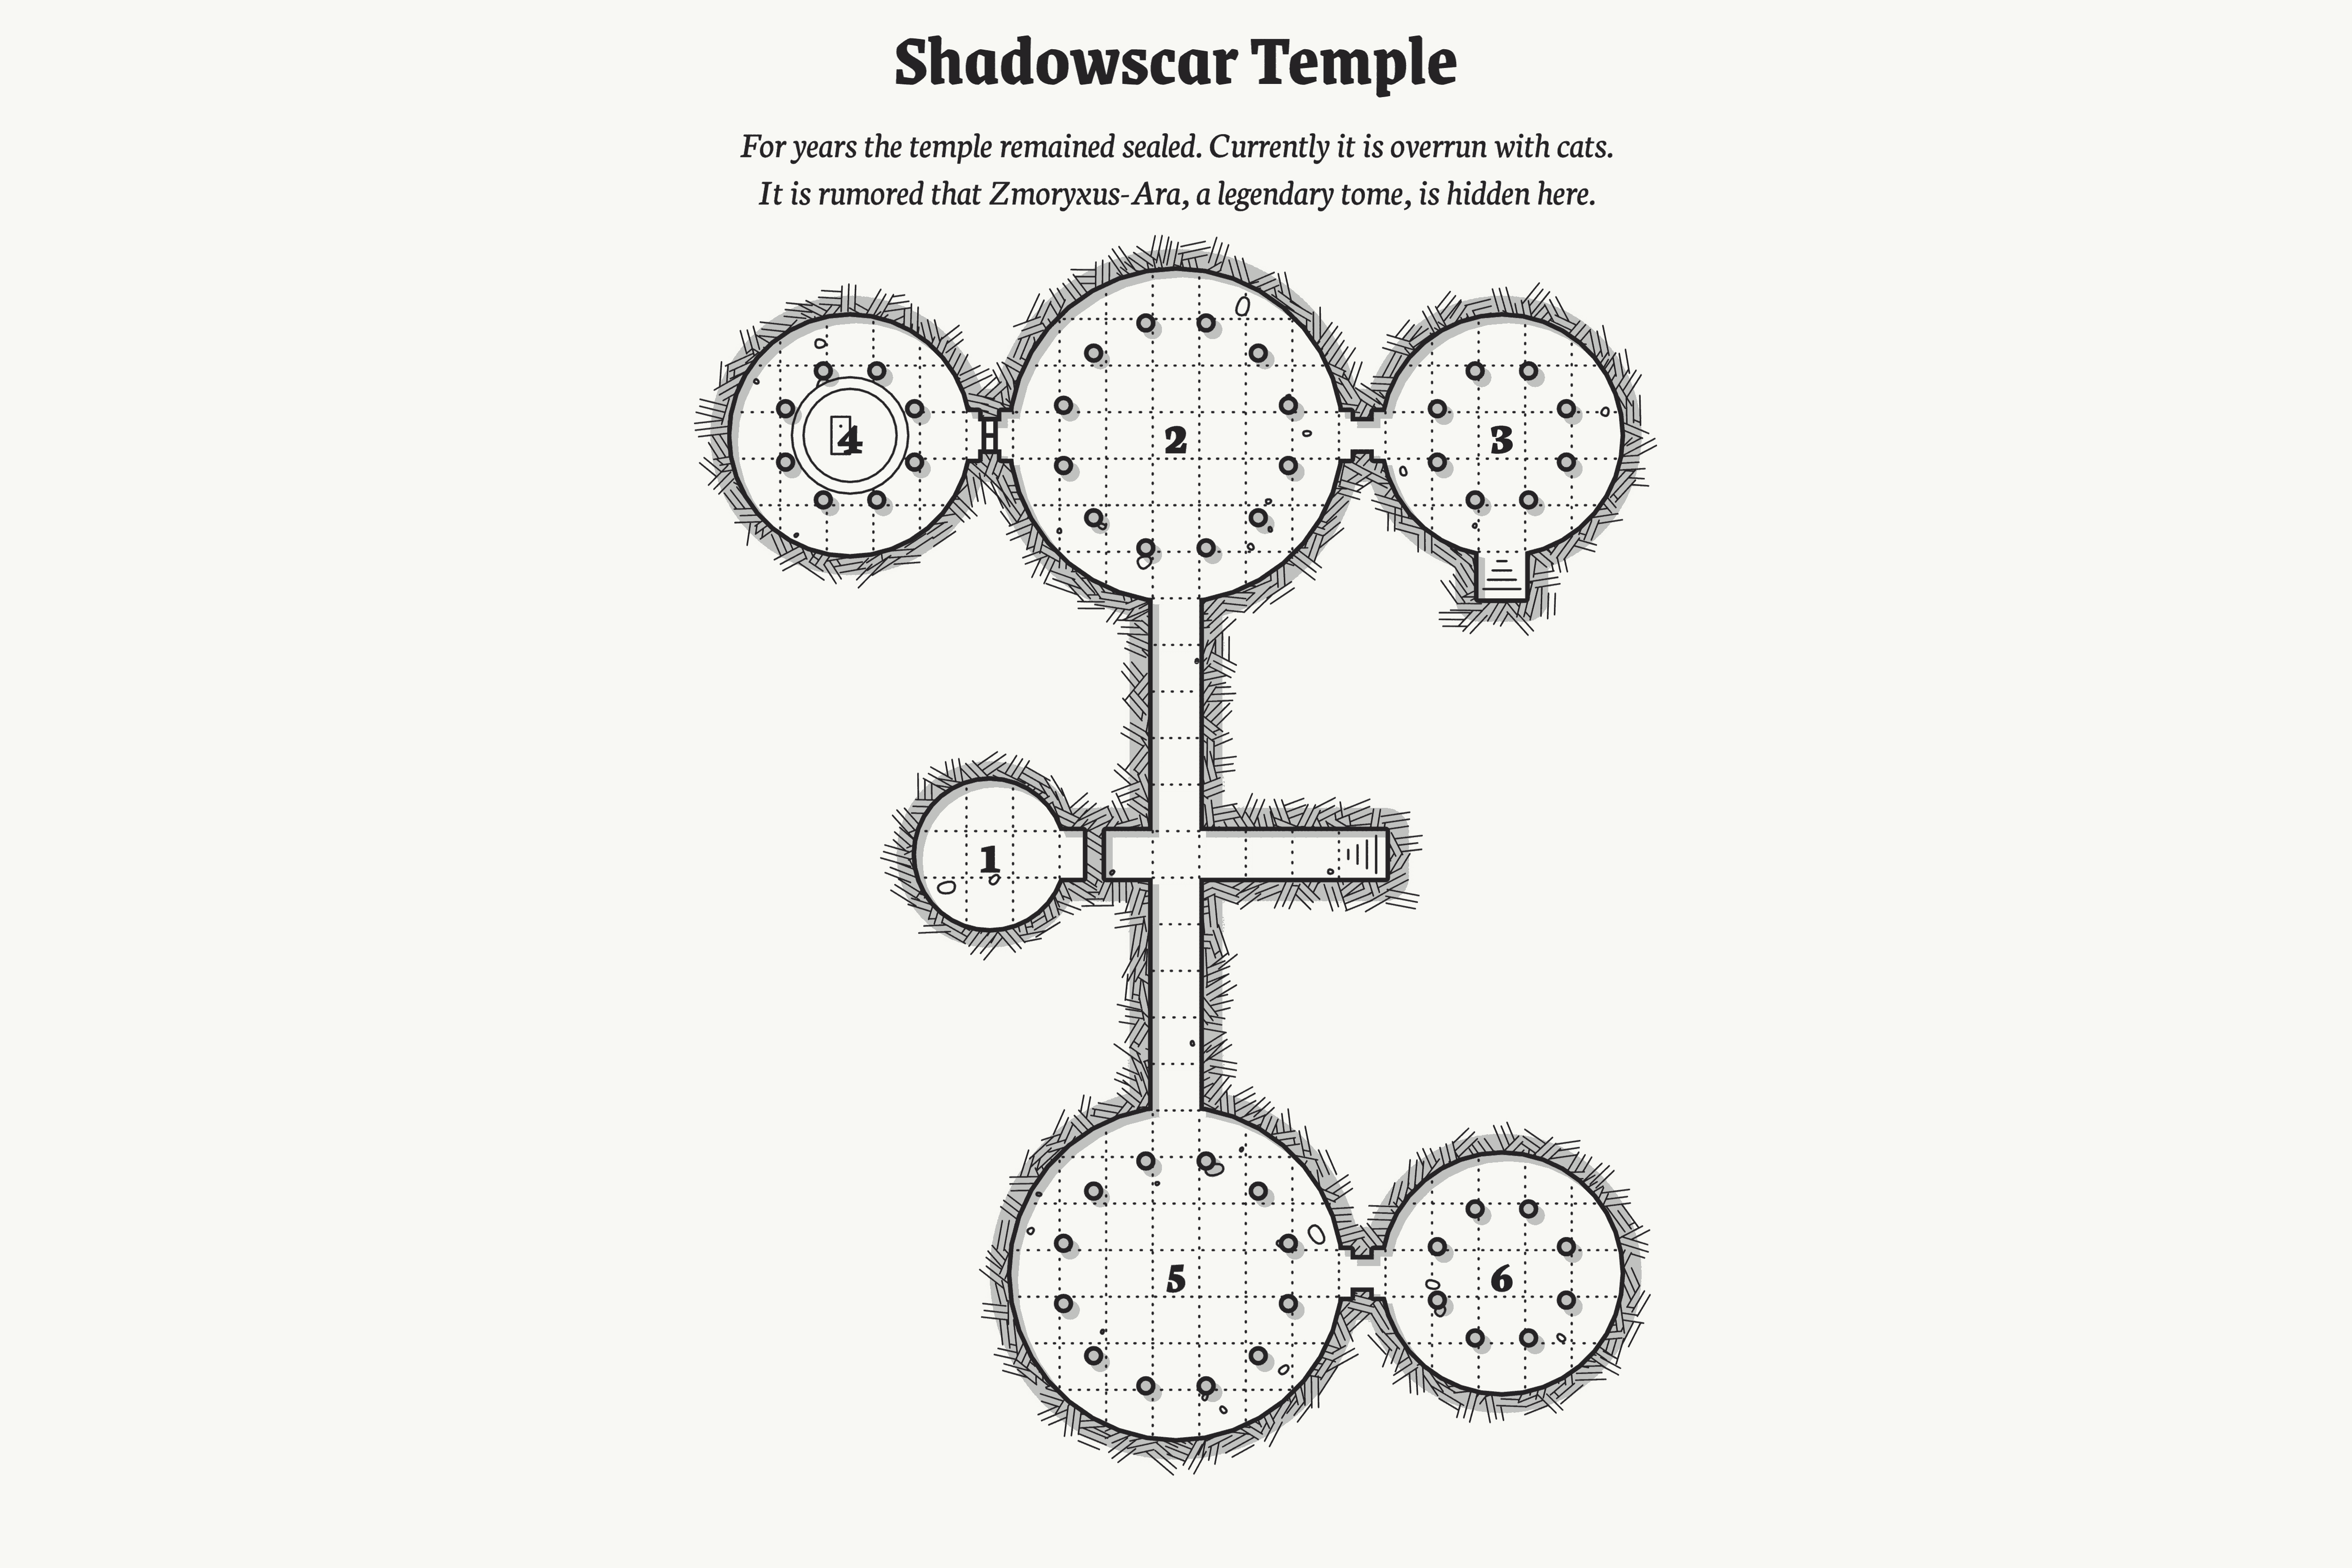 Shadowscar Temple
For years the temple remained sealed. Currently it is overrun with cats.
It is rumored that Zmoryxus-Ara, a legendary tome, is hidden here.
4
2
3
1
5
6